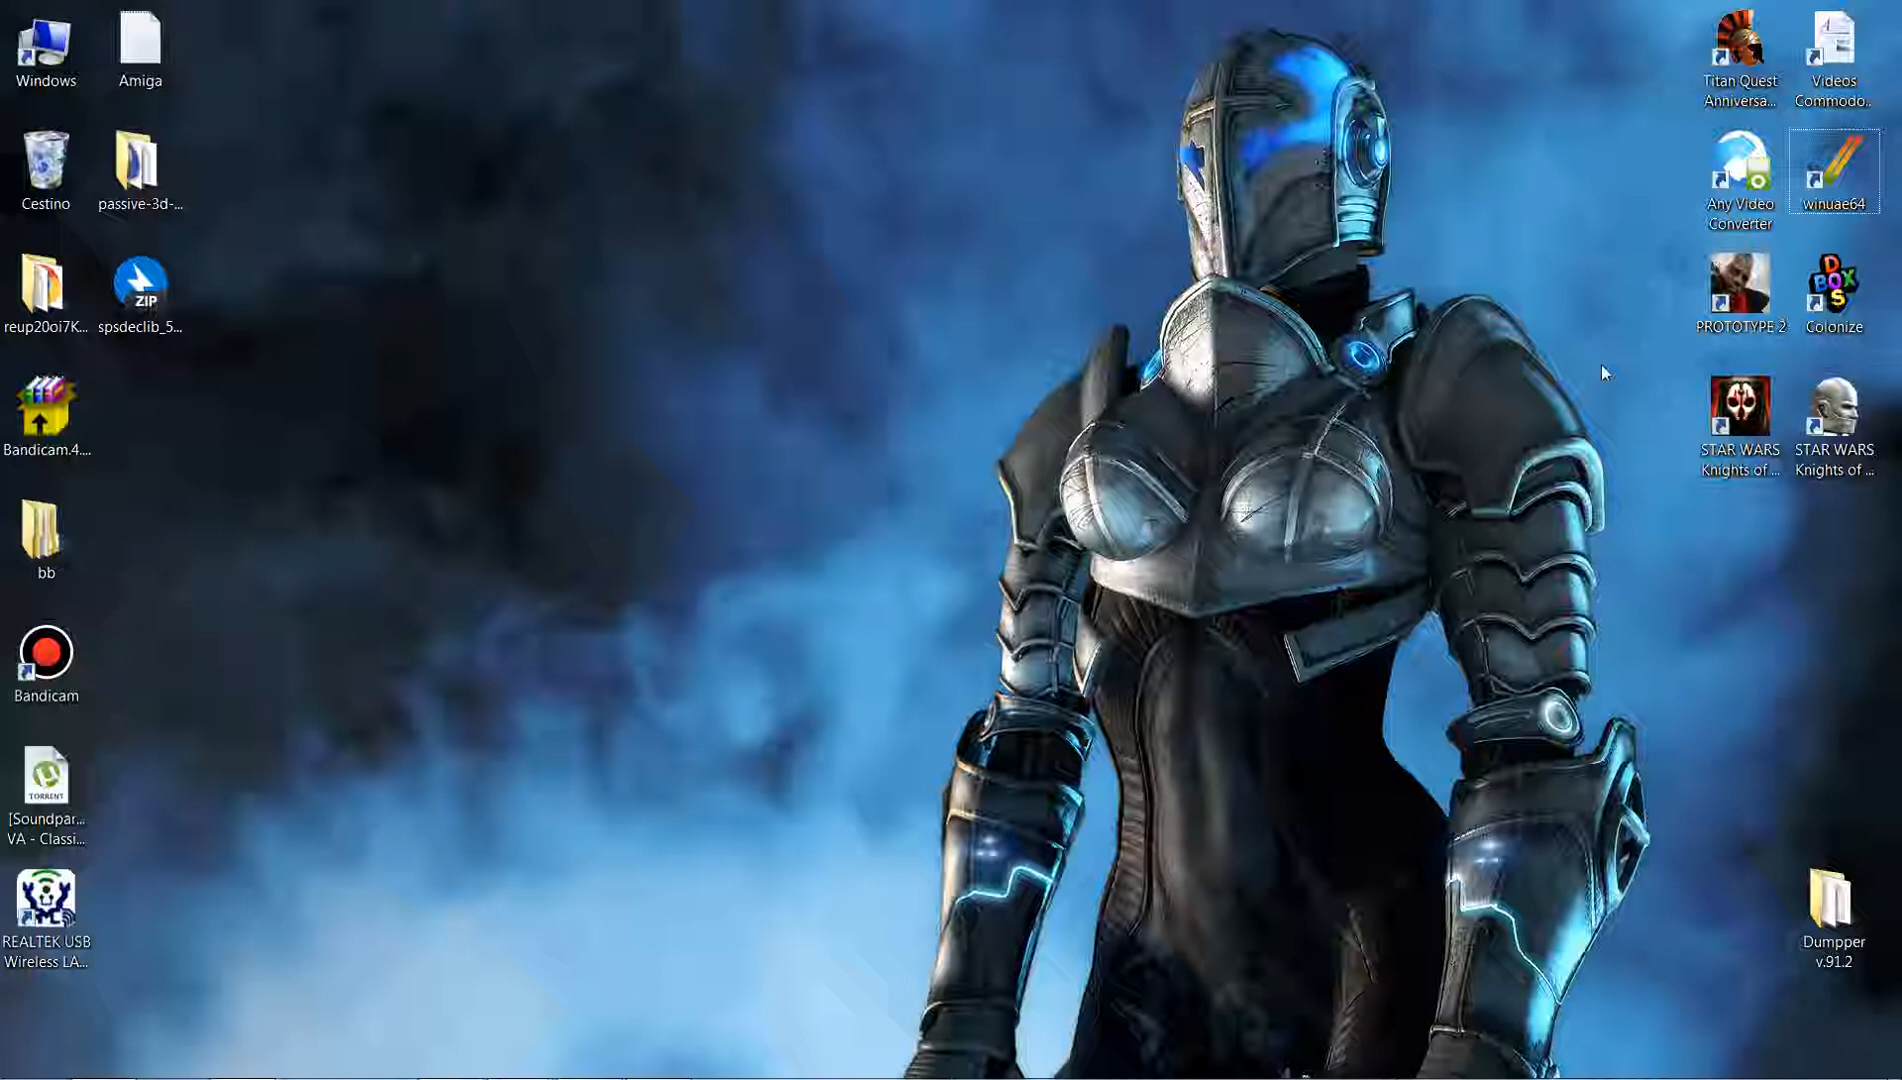 Windows
Amiga
Cestino
passive-3d-...
reup20oi7K...
ZIP
spsdeclib_5...
Bandicam.4....
bb
Bandicam
TORRENT
[Soundpar...
VA - Classi...
REALTEK USB
Wireless LA...
Titan Quest
Anniversa...
Videos
Commodo...
Any Video
Converter
winuae64
PROTOTYPE 2
DOS
BOX
Colonize
STAR WARS
Knights of ...
STAR WARS
Knights of ...
Dumpper
v.91.2